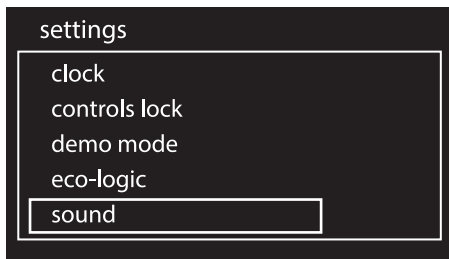 settings
clock
controls lock
demo mode
eco-logic
sound